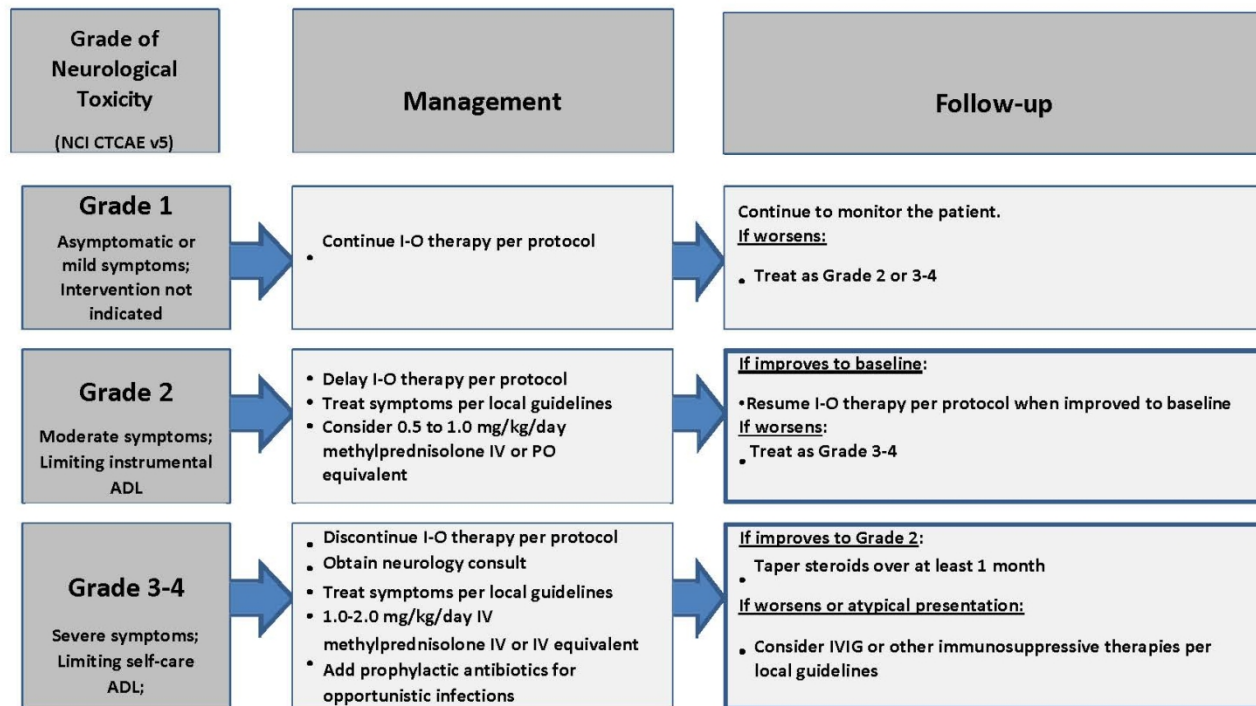 Grade of
Neurological
Toxicity
(NCI CTCAE v5)
Management
Follow-up
Grade 1
Asymptomatic or
mild symptoms;
Intervention not
indicated
Continue I-O therapy per protocol
•
Continue to monitor the patient.
If worsens:
• Treat as Grade 2 or 3-4
Grade 2
Moderate symptoms;
Limiting instrumental
ADL
• Delay I-O therapy per protocol
• Treat symptoms per local guidelines
• Consider 0.5 to 1.0 mg/kg/day
methylprednisolone IV or PO
equivalent
If improves to baseline:
•Resume I-O therapy per protocol when improved to baseline
If worsens:
• Treat as Grade 3-4
Grade 3-4
Severe symptoms;
Limiting self-care
ADL;
• Discontinue I-O therapy per protocol
• Obtain neurology consult
• Treat symptoms per local guidelines
• 1.0-2.0 mg/kg/day IV
methylprednisolone IV or IV equivalent
• Add prophylactic antibiotics for
opportunistic infections
If improves to Grade 2:
• Taper steroids over at least 1 month
If worsens or atypical presentation:
• Consider IVIG or other immunosuppressive therapies per
local guidelines